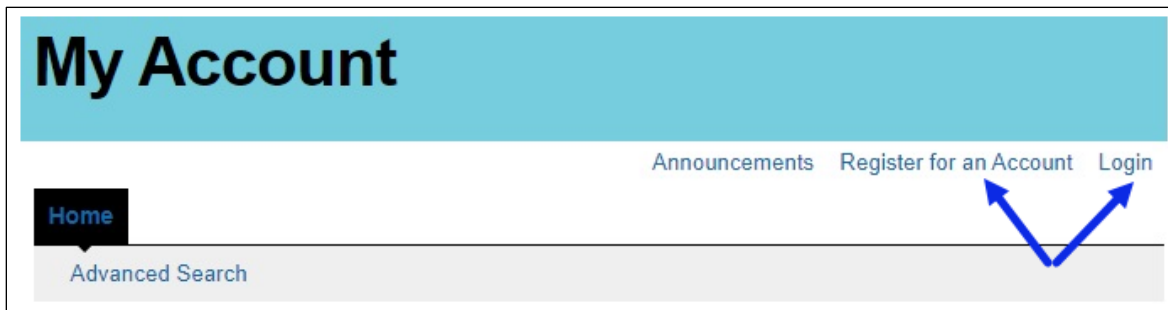 My Account
Announcements Register for an Account Login
Home
Advanced Search